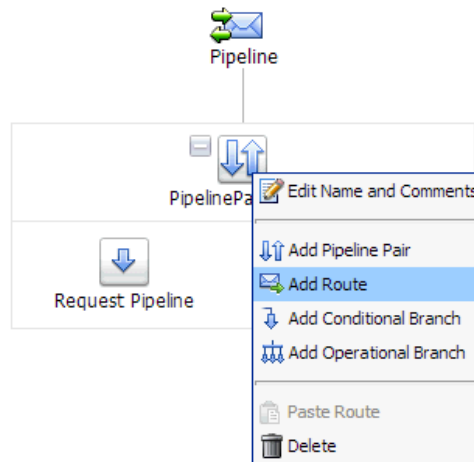 Pipeline
PipelinePa
Edit Name and Comments
Add Pipeline Pair
Request Pipeline
Add Route
Add Conditional Branch
Add Operational Branch
Paste Route
Delete